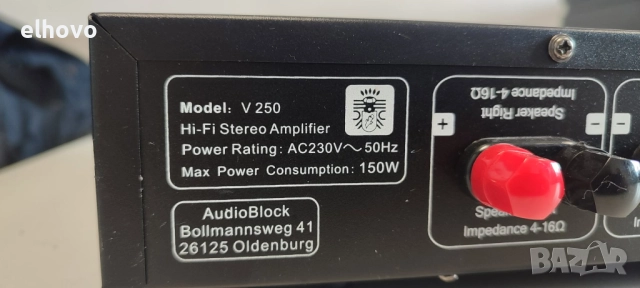 elhovo
Model: V 250
Hi-Fi Stereo Amplifier
Power Rating: AC230V～50Hz
Max Power Consumption: 150W
AudioBlock
Bollmannsweg 41
26125 Oldenburg
Impedance 4-16Ω
Speaker Right
+
−
−
Impedance 4-16Ω
BAZAR